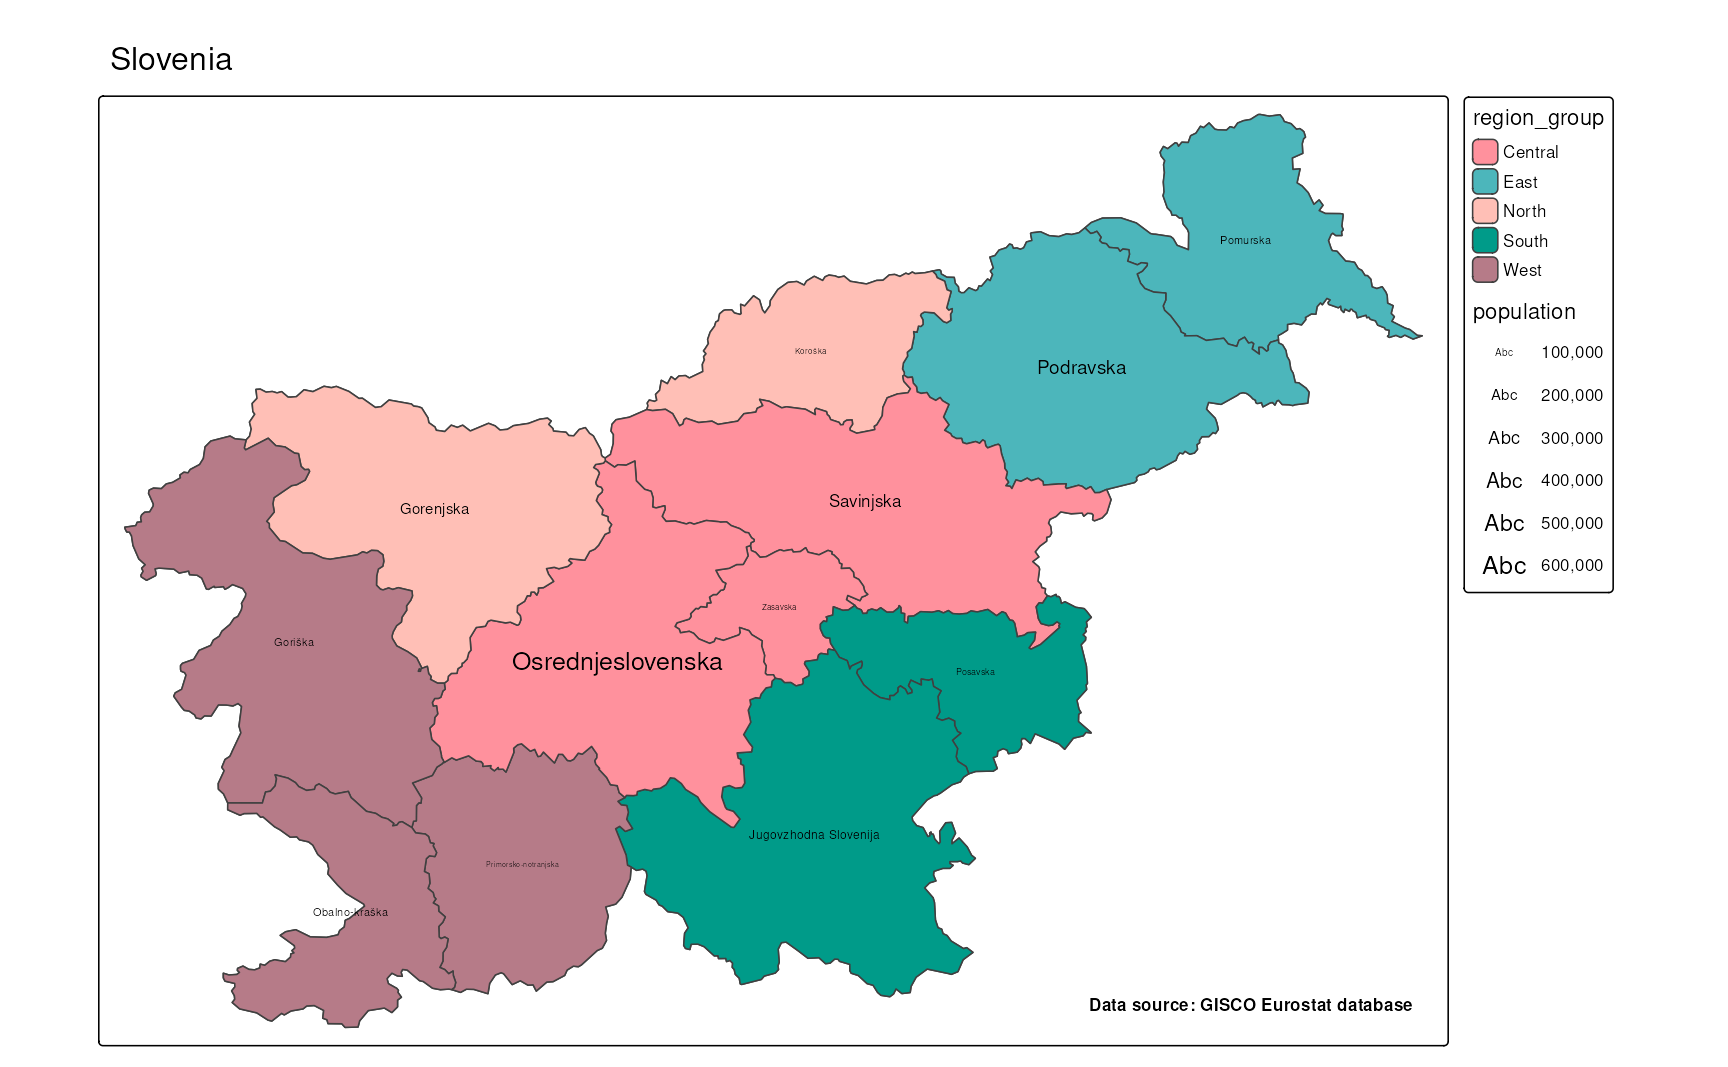 Slovenia
Pomurska
Koroška
Podravska
Savinjska
Gorenjska
Zasavska
Goriška
Osrednjeslovenska
Posavska
Jugovzhodna Slovenija
Primorsko-notranjska
Obalno-kraška
Data source: GISCO Eurostat database
region_group
Central
East
North
South
West
population
Abc 100,000
Abc 200,000
Abc 300,000
Abc 400,000
Abc 500,000
Abc 600,000